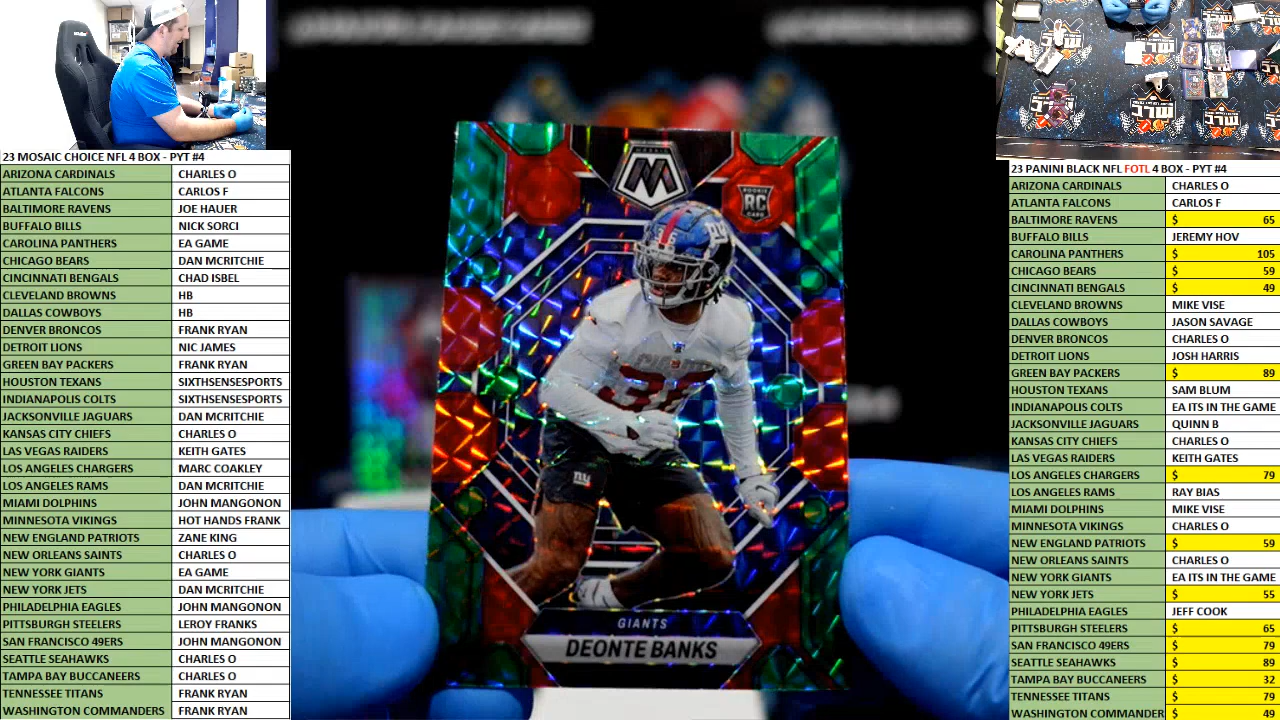 23 MOSAIC CHOICE NFL 4 BOX - PYT #4
ARIZONA CARDINALS CHARLES O
ATLANTA FALCONS CARLOS F
BALTIMORE RAVENS JOE HAUER
BUFFALO BILLS NICK SORCI
CAROLINA PANTHERS EA GAME
CHICAGO BEARS DAN MCRITCHIE
CINCINNATI BENGALS CHAD ISBEL
CLEVELAND BROWNS HB
DALLAS COWBOYS HB
DENVER BRONCOS FRANK RYAN
DETROIT LIONS NIC JAMES
GREEN BAY PACKERS FRANK RYAN
HOUSTON TEXANS SIXTHSENSESPORTS
INDIANAPOLIS COLTS SIXTHSENSESPORTS
JACKSONVILLE JAGUARS DAN MCRITCHIE
KANSAS CITY CHIEFS CHARLES O
LAS VEGAS RAIDERS KEITH GATES
LOS ANGELES CHARGERS MARC COAKLEY
LOS ANGELES RAMS DAN MCRITCHIE
MIAMI DOLPHINS JOHN MANGONON
MINNESOTA VIKINGS HOT HANDS FRANK
NEW ENGLAND PATRIOTS ZANE KING
NEW ORLEANS SAINTS CHARLES O
NEW YORK GIANTS EA GAME
NEW YORK JETS DAN MCRITCHIE
PHILADELPHIA EAGLES JOHN MANGONON
PITTSBURGH STEELERS LEROY FRANKS
SAN FRANCISCO 49ERS JOHN MANGONON
SEATTLE SEAHAWKS CHARLES O
TAMPA BAY BUCCANEERS CHARLES O
TENNESSEE TITANS FRANK RYAN
WASHINGTON COMMANDERS FRANK RYAN
MOSAIC
M
ROOKIE
RC
CARD
ny
GIANTS
DEONTE BANKS
23 PANINI BLACK NFL FOTL 4 BOX - PYT #4
ARIZONA CARDINALS CHARLES O
ATLANTA FALCONS CARLOS F
BALTIMORE RAVENS $ 65
BUFFALO BILLS JEREMY HOV
CAROLINA PANTHERS $ 105
CHICAGO BEARS $ 59
CINCINNATI BENGALS $ 49
CLEVELAND BROWNS MIKE VISE
DALLAS COWBOYS JASON SAVAGE
DENVER BRONCOS CHARLES O
DETROIT LIONS JOSH HARRIS
GREEN BAY PACKERS $ 89
HOUSTON TEXANS SAM BLUM
INDIANAPOLIS COLTS EA ITS IN THE GAME
JACKSONVILLE JAGUARS QUINN B
KANSAS CITY CHIEFS CHARLES O
LAS VEGAS RAIDERS KEITH GATES
LOS ANGELES CHARGERS $ 79
LOS ANGELES RAMS RAY BIAS
MIAMI DOLPHINS MIKE VISE
MINNESOTA VIKINGS CHARLES O
NEW ENGLAND PATRIOTS $ 59
NEW ORLEANS SAINTS CHARLES O
NEW YORK GIANTS EA ITS IN THE GAME
NEW YORK JETS $ 55
PHILADELPHIA EAGLES JEFF COOK
PITTSBURGH STEELERS $ 65
SAN FRANCISCO 49ERS $ 79
SEATTLE SEAHAWKS $ 89
TAMPA BAY BUCCANEERS $ 32
TENNESSEE TITANS $ 79
WASHINGTON COMMANDER $ 49